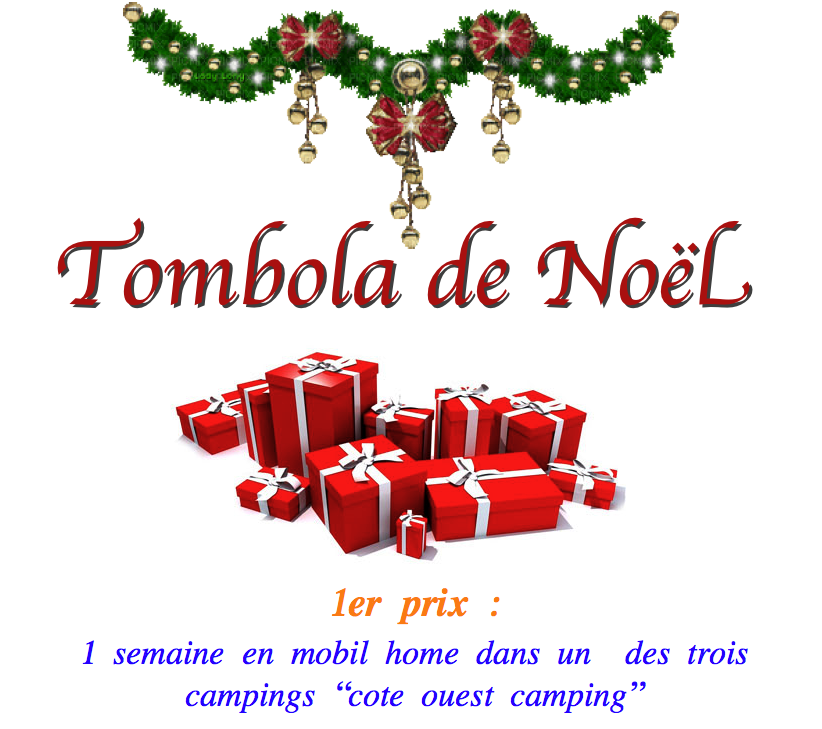 Tombola de NoëL
1er prix :
1 semaine en mobil home dans un des trois
campings “cote ouest camping”